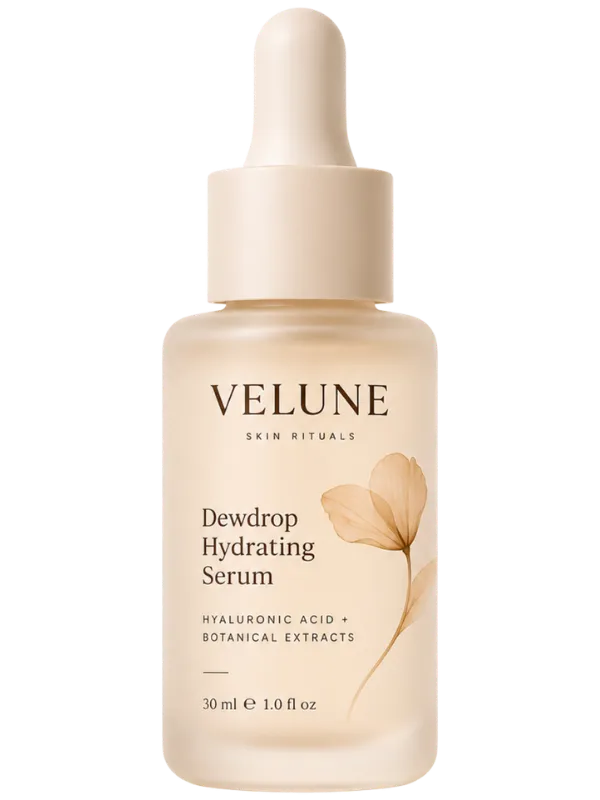 VELUNE
SKIN RITUALS
Dewdrop
Hydrating
Serum
HYALURONIC ACID +
BOTANICAL EXTRACTS
30 ml ℮ 1.0 fl oz